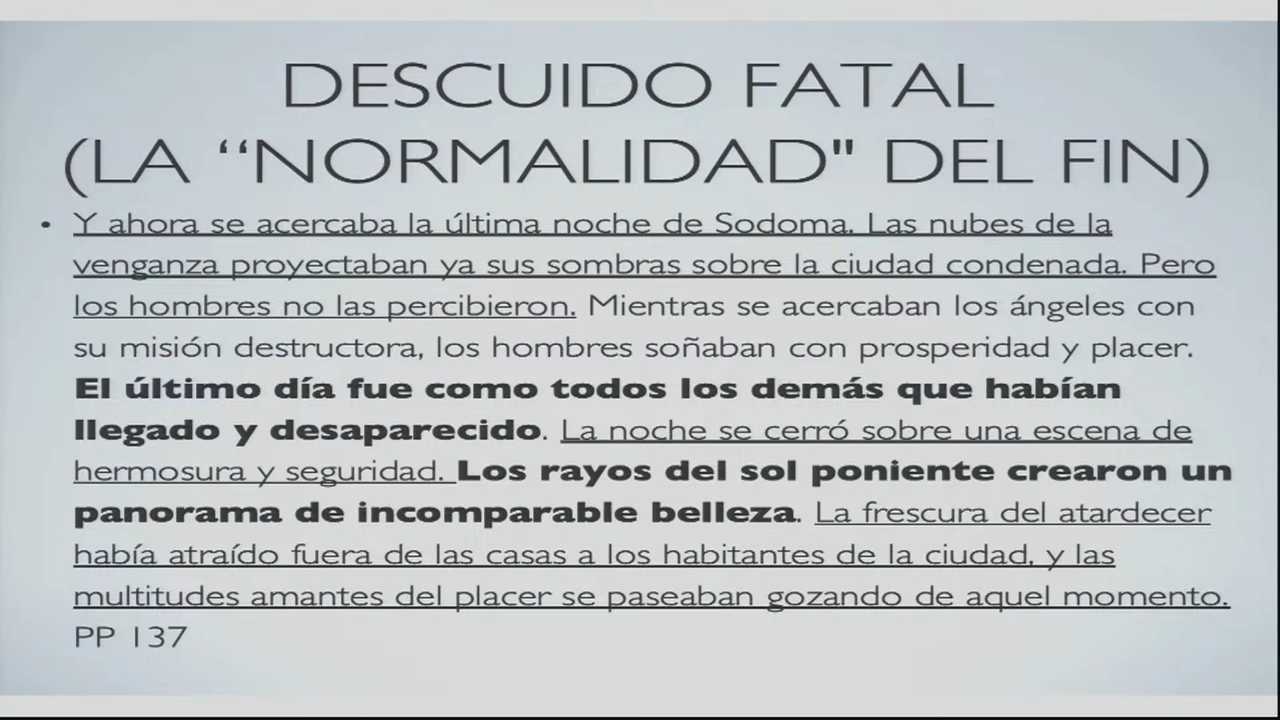 DESCUIDO FATAL
(LA “NORMALIDAD" DEL FIN)
• Y ahora se acercaba la última noche de Sodoma. Las nubes de la
venganza proyectaban ya sus sombras sobre la ciudad condenada. Pero
los hombres no las percibieron. Mientras se acercaban los ángeles con
su misión destructora, los hombres soñaban con prosperidad y placer.
El último día fue como todos los demás que habían
llegado y desaparecido. La noche se cerró sobre una escena de
hermosura y seguridad. Los rayos del sol poniente crearon un
panorama de incomparable belleza. La frescura del atardecer
había atraído fuera de las casas a los habitantes de la ciudad, y las
multitudes amantes del placer se paseaban gozando de aquel momento.
PP 137